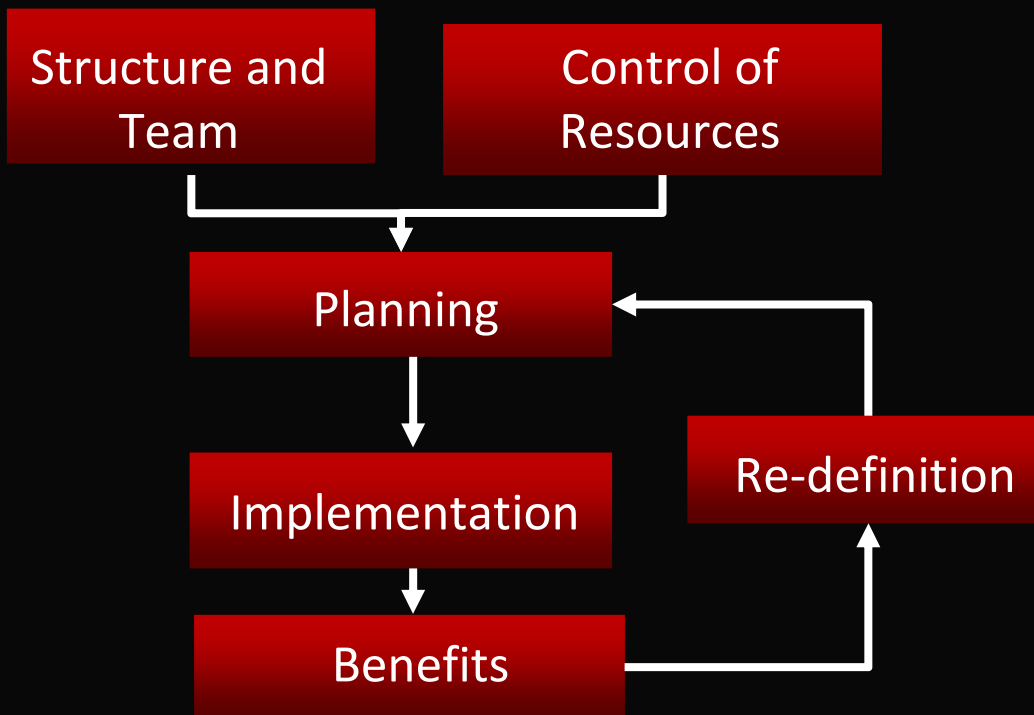 Structure and
Team
Control of
Resources
Planning
Re-definition
Implementation
Benefits